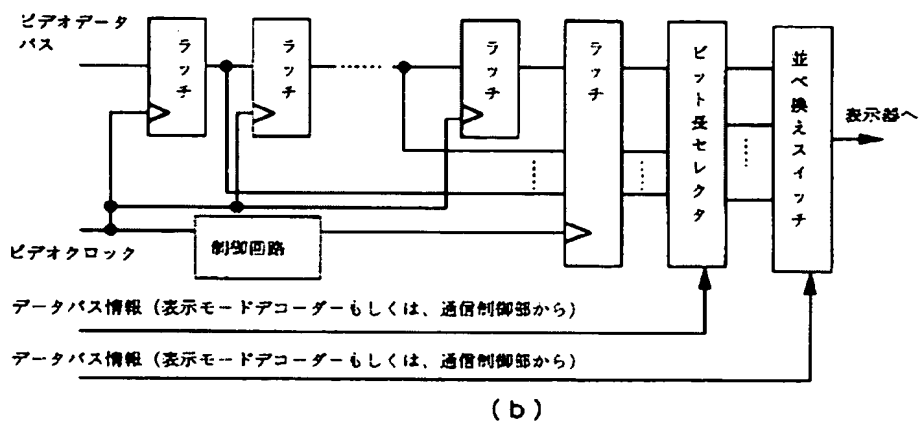 ビデオデータ
バス
ラッチ
ラッチ
ラッチ
ラッチ
ビット長セレクタ
並べ換えスイッチ
表示器へ
ビデオクロック
制御回路
データバス情報(表示モードデコーダーもしくは、通信制御部から)
データバス情報(表示モードデコーダーもしくは、通信制御部から)
(b)